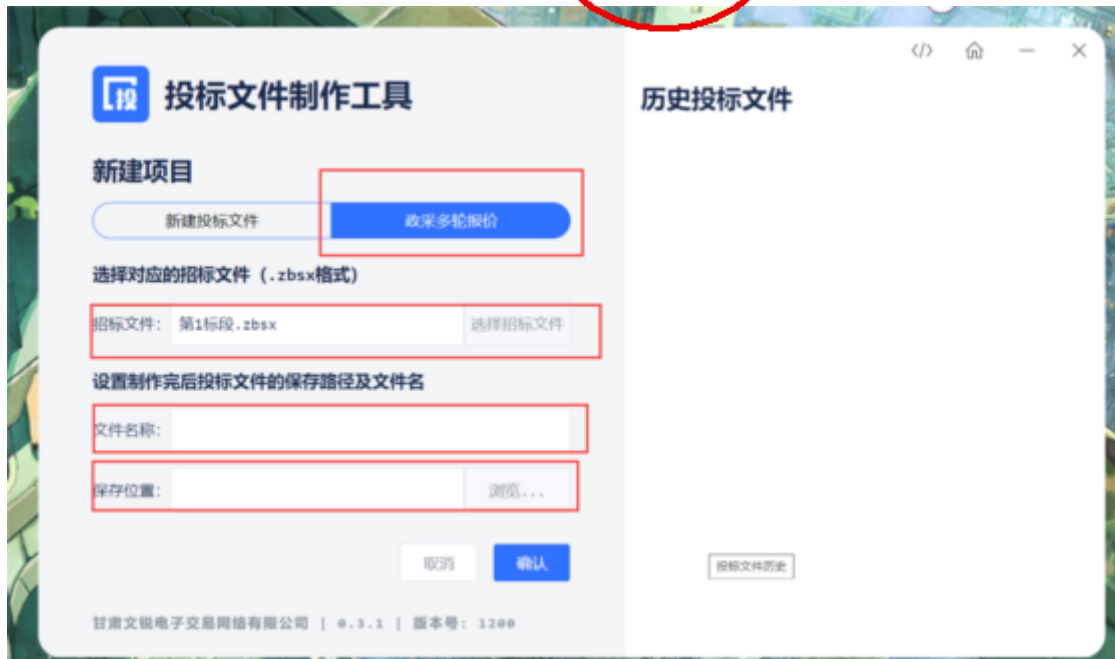 投标文件制作工具
历史投标文件
新建项目
新建投标文件 政采多轮报价
选择对应的招标文件 (.zbsx格式)
招标文件: 第1标段.zbsx 选择招标文件
设置制作完后投标文件的保存路径及文件名
文件名称:
保存位置: 浏览...
取消 确认
投标文件历史
甘肃文锐电子交易网络有限公司 | 0.3.1 | 版本号: 1200